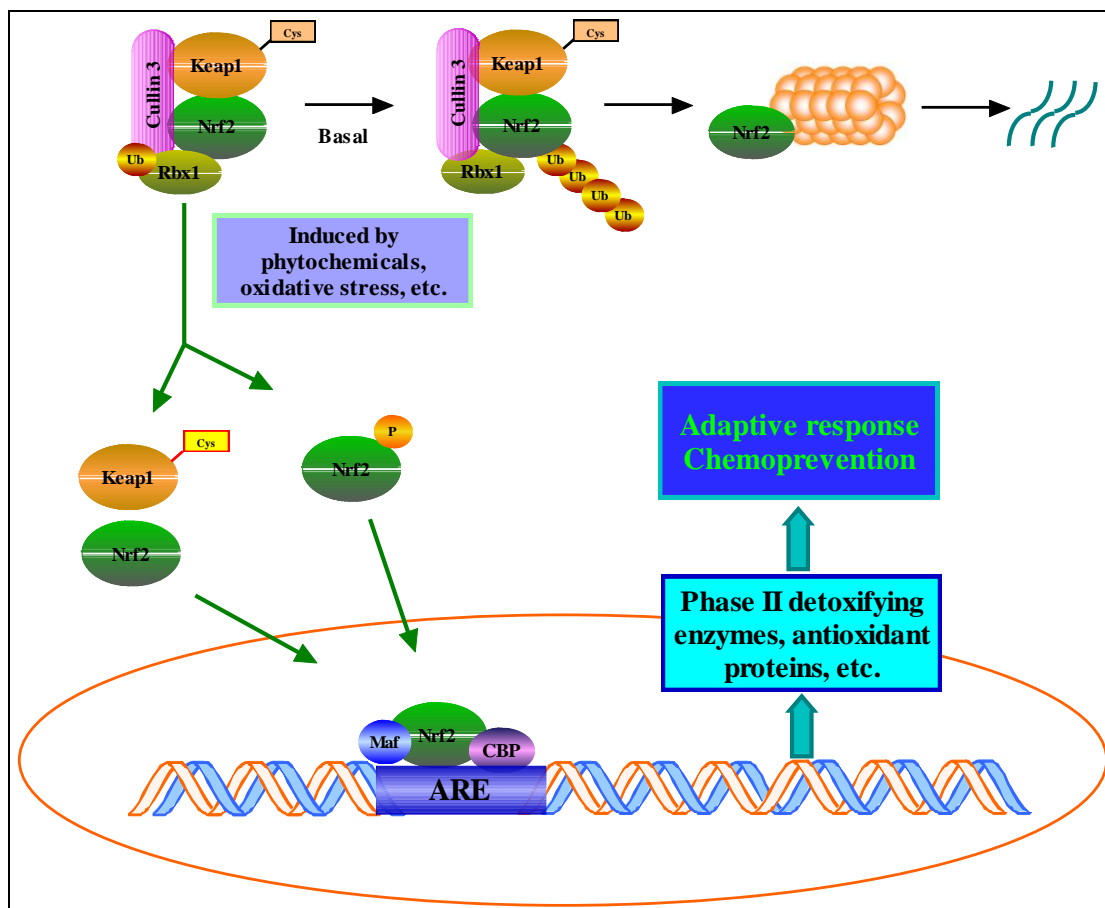 Cys
Keap1
Cullin 3
Nrf2
Ub
Rbx1
Basal
Cys
Keap1
Cullin 3
Nrf2
Rbx1
Ub
Ub
Ub
Ub
Nrf2
Induced by
phytochemicals,
oxidative stress, etc.
Cys
Keap1
Nrf2
P
Nrf2
Adaptive response
Chemoprevention
Phase II detoxifying
enzymes, antioxidant
proteins, etc.
Maf
Nrf2
CBP
ARE